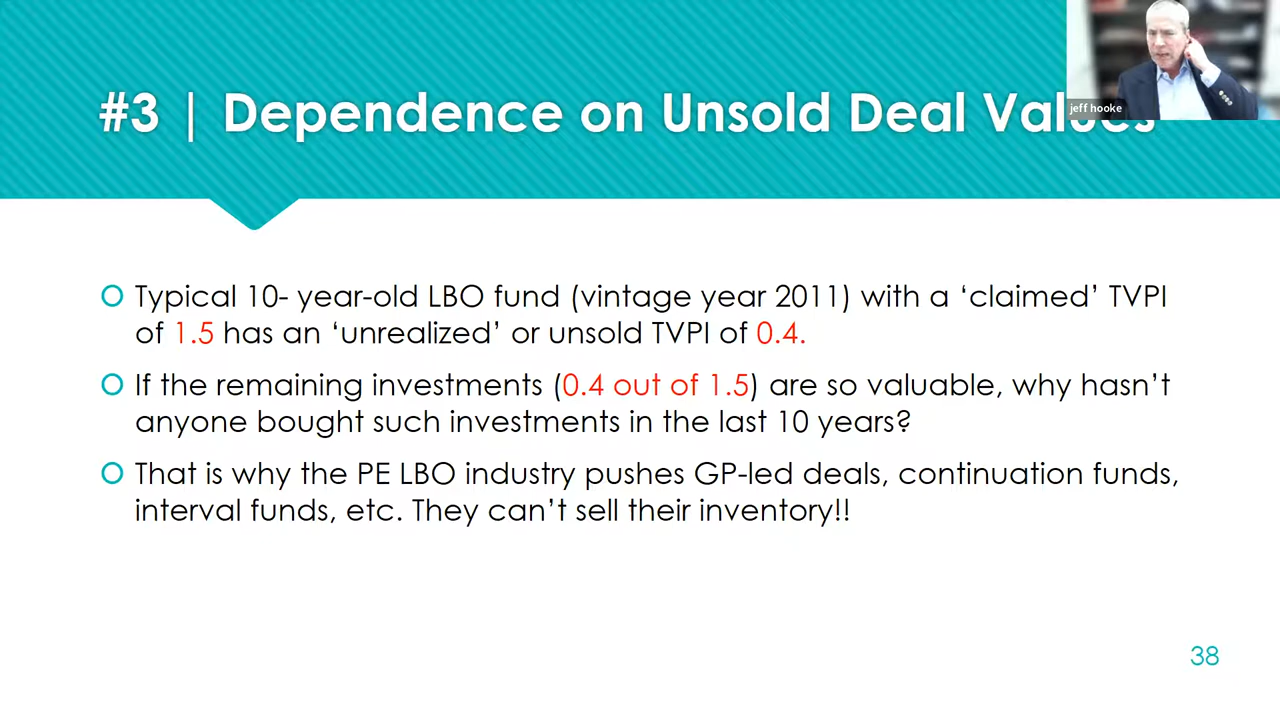 jeff hooke
#3 | Dependence on Unsold Deal Values
O Typical 10- year-old LBO fund (vintage year 2011) with a ‘claimed’ TVPI
of 1.5 has an ‘unrealized’ or unsold TVPI of 0.4.
O If the remaining investments (0.4 out of 1.5) are so valuable, why hasn’t
anyone bought such investments in the last 10 years?
O That is why the PE LBO industry pushes GP-led deals, continuation funds,
interval funds, etc. They can’t sell their inventory!!
38